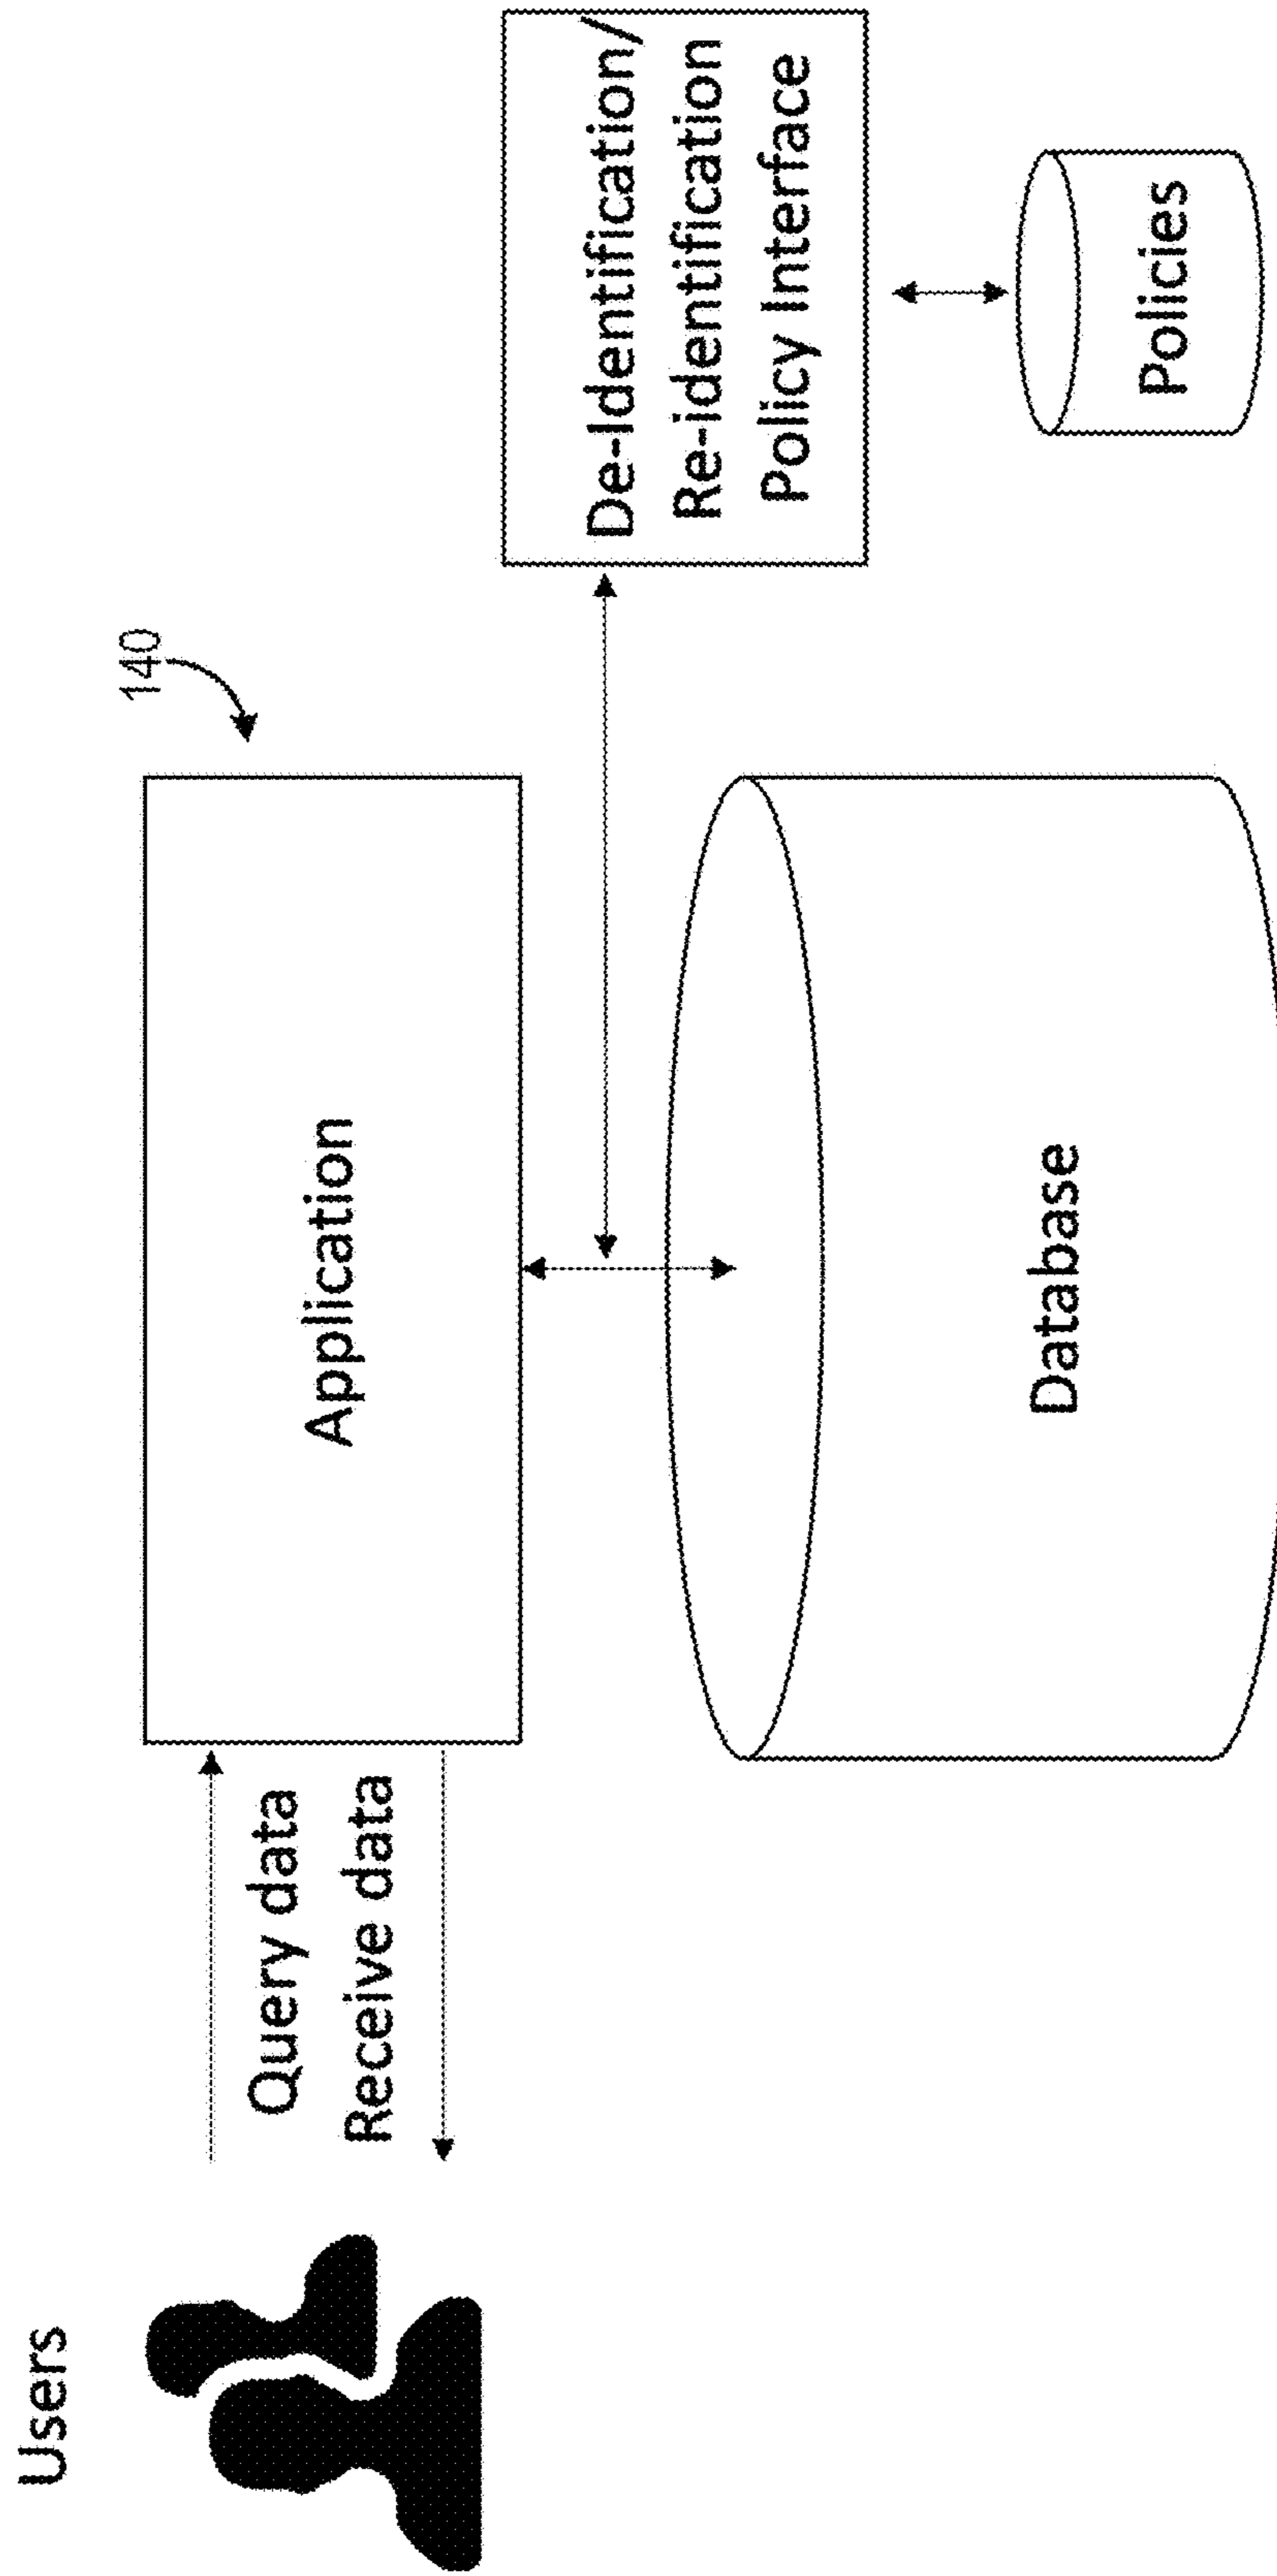 Users
Query data
Receive data
140
Application
Database
De-Identification/
Re-identification
Policy Interface
Policies